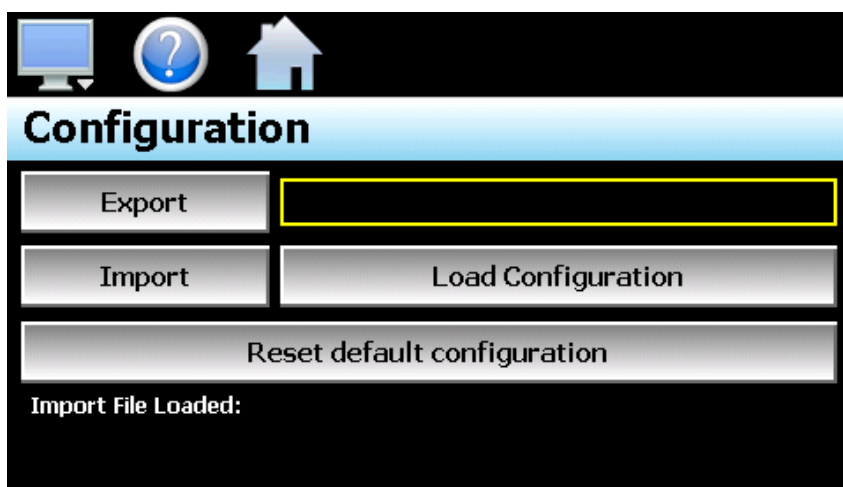 ?
Configuration
Export
Import Load Configuration
Reset default configuration
Import File Loaded: